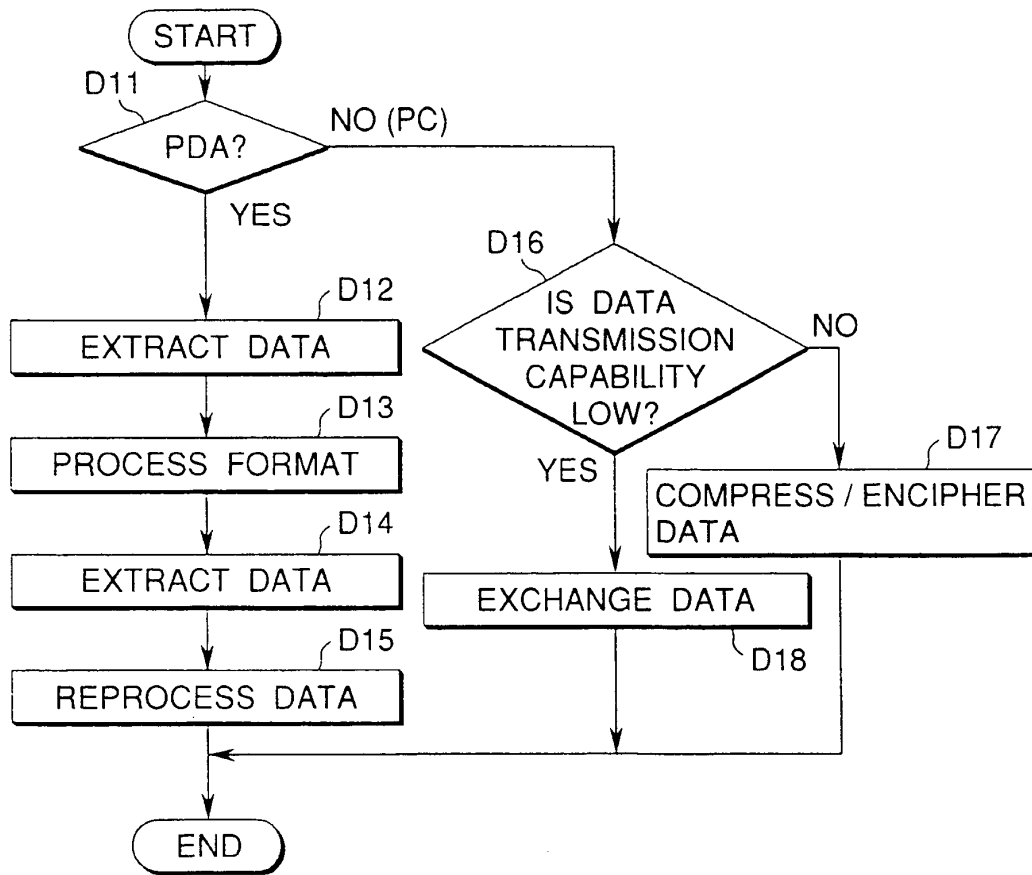 START
D11
PDA?
NO (PC)
YES
D16
IS DATA
TRANSMISSION
CAPABILITY
LOW?
NO
YES
D12
EXTRACT DATA
D13
PROCESS FORMAT
D14
EXTRACT DATA
D15
REPROCESS DATA
D17
COMPRESS / ENCIPHER
DATA
EXCHANGE DATA
D18
END